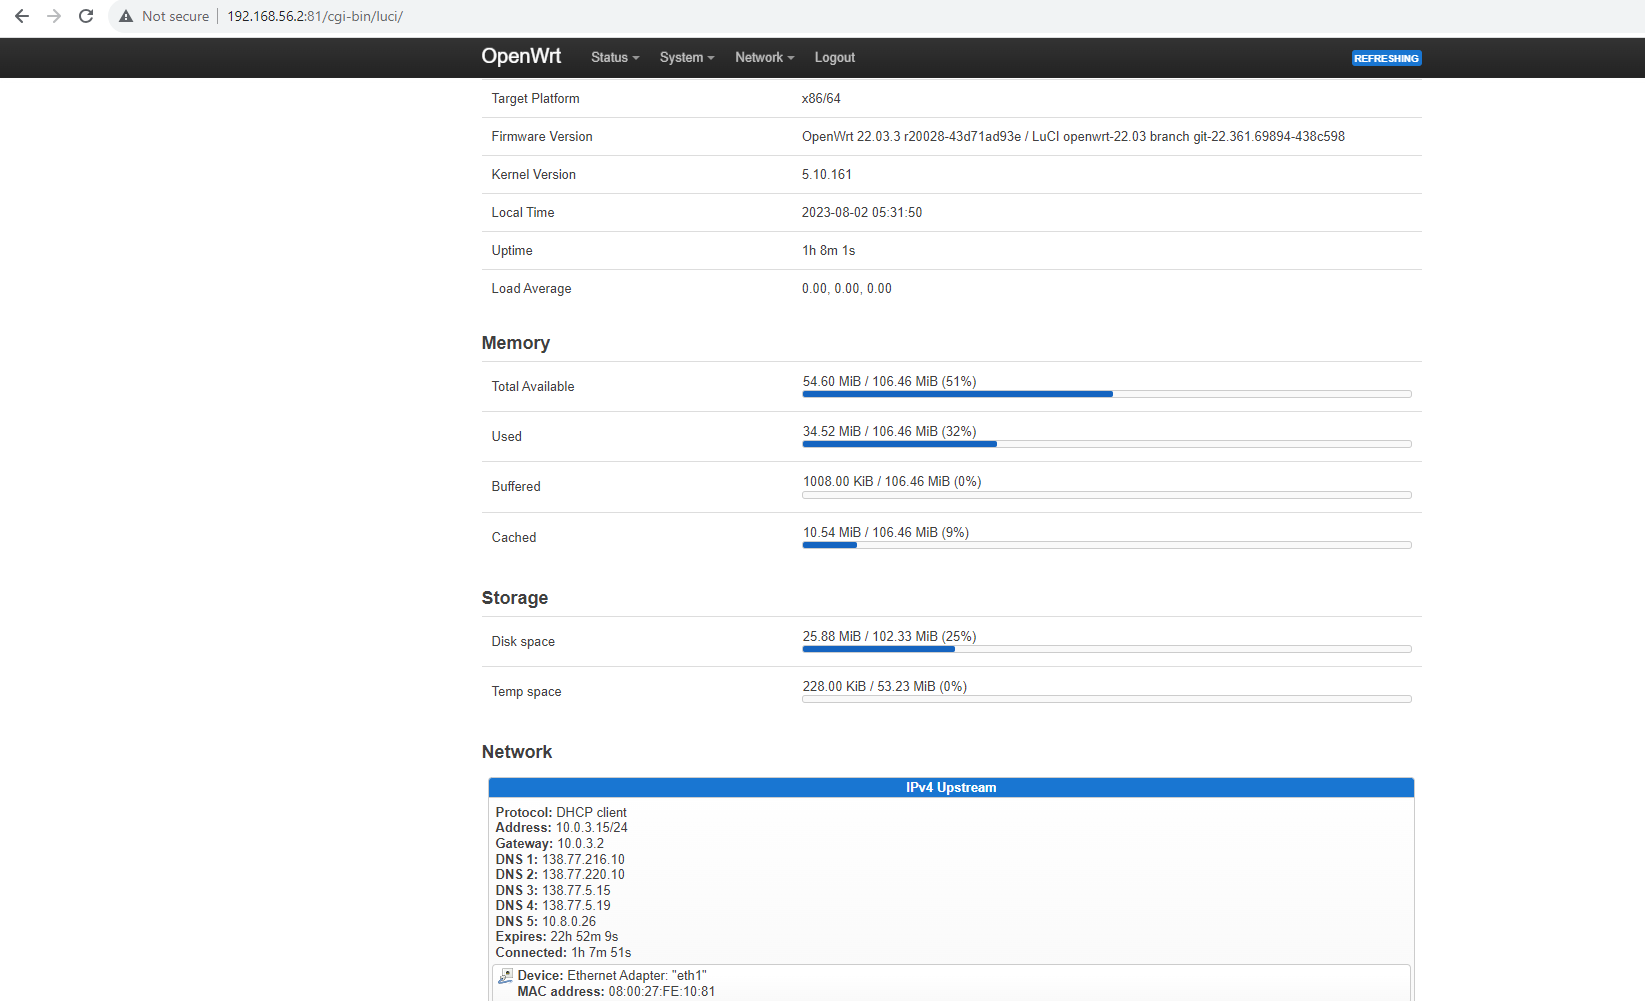 Not secure 192.168.56.2:81/cgi-bin/luci/
OpenWrt Status System Network Logout REFRESHING
Target Platform x86/64
Firmware Version OpenWrt 22.03.3 r20028-43d71ad93e / LuCI openwrt-22.03 branch git-22.361.69894-438c598
Kernel Version 5.10.161
Local Time 2023-08-02 05:31:50
Uptime 1h 8m 1s
Load Average 0.00, 0.00, 0.00
Memory
Total Available 54.60 MiB / 106.46 MiB (51%)
Used 34.52 MiB / 106.46 MiB (32%)
Buffered 1008.00 KiB / 106.46 MiB (0%)
Cached 10.54 MiB / 106.46 MiB (9%)
Storage
Disk space 25.88 MiB / 102.33 MiB (25%)
Temp space 228.00 KiB / 53.23 MiB (0%)
Network
IPv4 Upstream
Protocol: DHCP client
Address: 10.0.3.15/24
Gateway: 10.0.3.2
DNS 1: 138.77.216.10
DNS 2: 138.77.220.10
DNS 3: 138.77.5.15
DNS 4: 138.77.5.19
DNS 5: 10.8.0.26
Expires: 22h 52m 9s
Connected: 1h 7m 51s
Device: Ethernet Adapter: "eth1"
MAC address: 08:00:27:FE:10:81